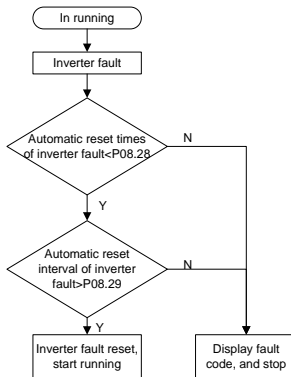 In running
Inverter fault
Automatic reset times
of inverter fault<P08.28
N
Y
Automatic reset
interval of inverter
fault>P08.29
N
Y
Inverter fault reset,
start running
Display fault
code, and stop